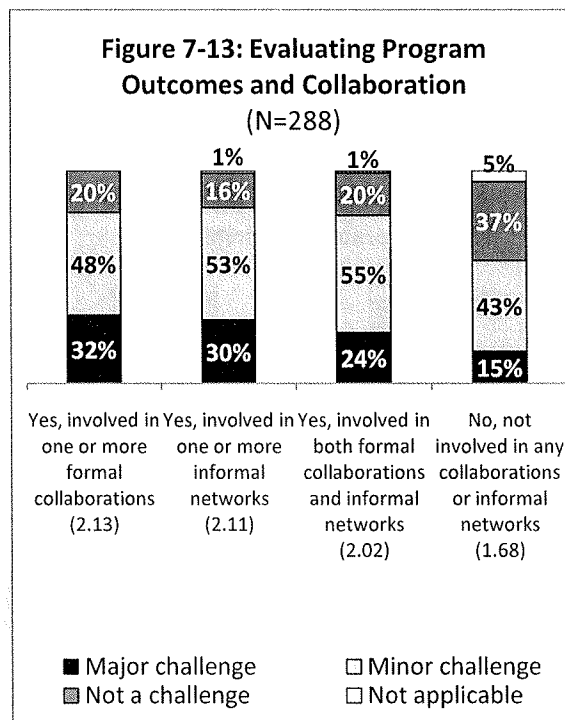 Figure 7-13: Evaluating Program
Outcomes and Collaboration
(N=288)
1% 1% 5%
20% 16% 20% 37%
48% 53% 55% 43%
32% 30% 24% 15%
Yes, involved in
one or more
formal
collaborations
(2.13)
Yes, involved in
one or more
informal
networks
(2.11)
Yes, involved in
both formal
collaborations
and informal
networks
(2.02)
No, not
involved in any
collaborations
or informal
networks
(1.68)
Major challenge
Minor challenge
Not a challenge
Not applicable